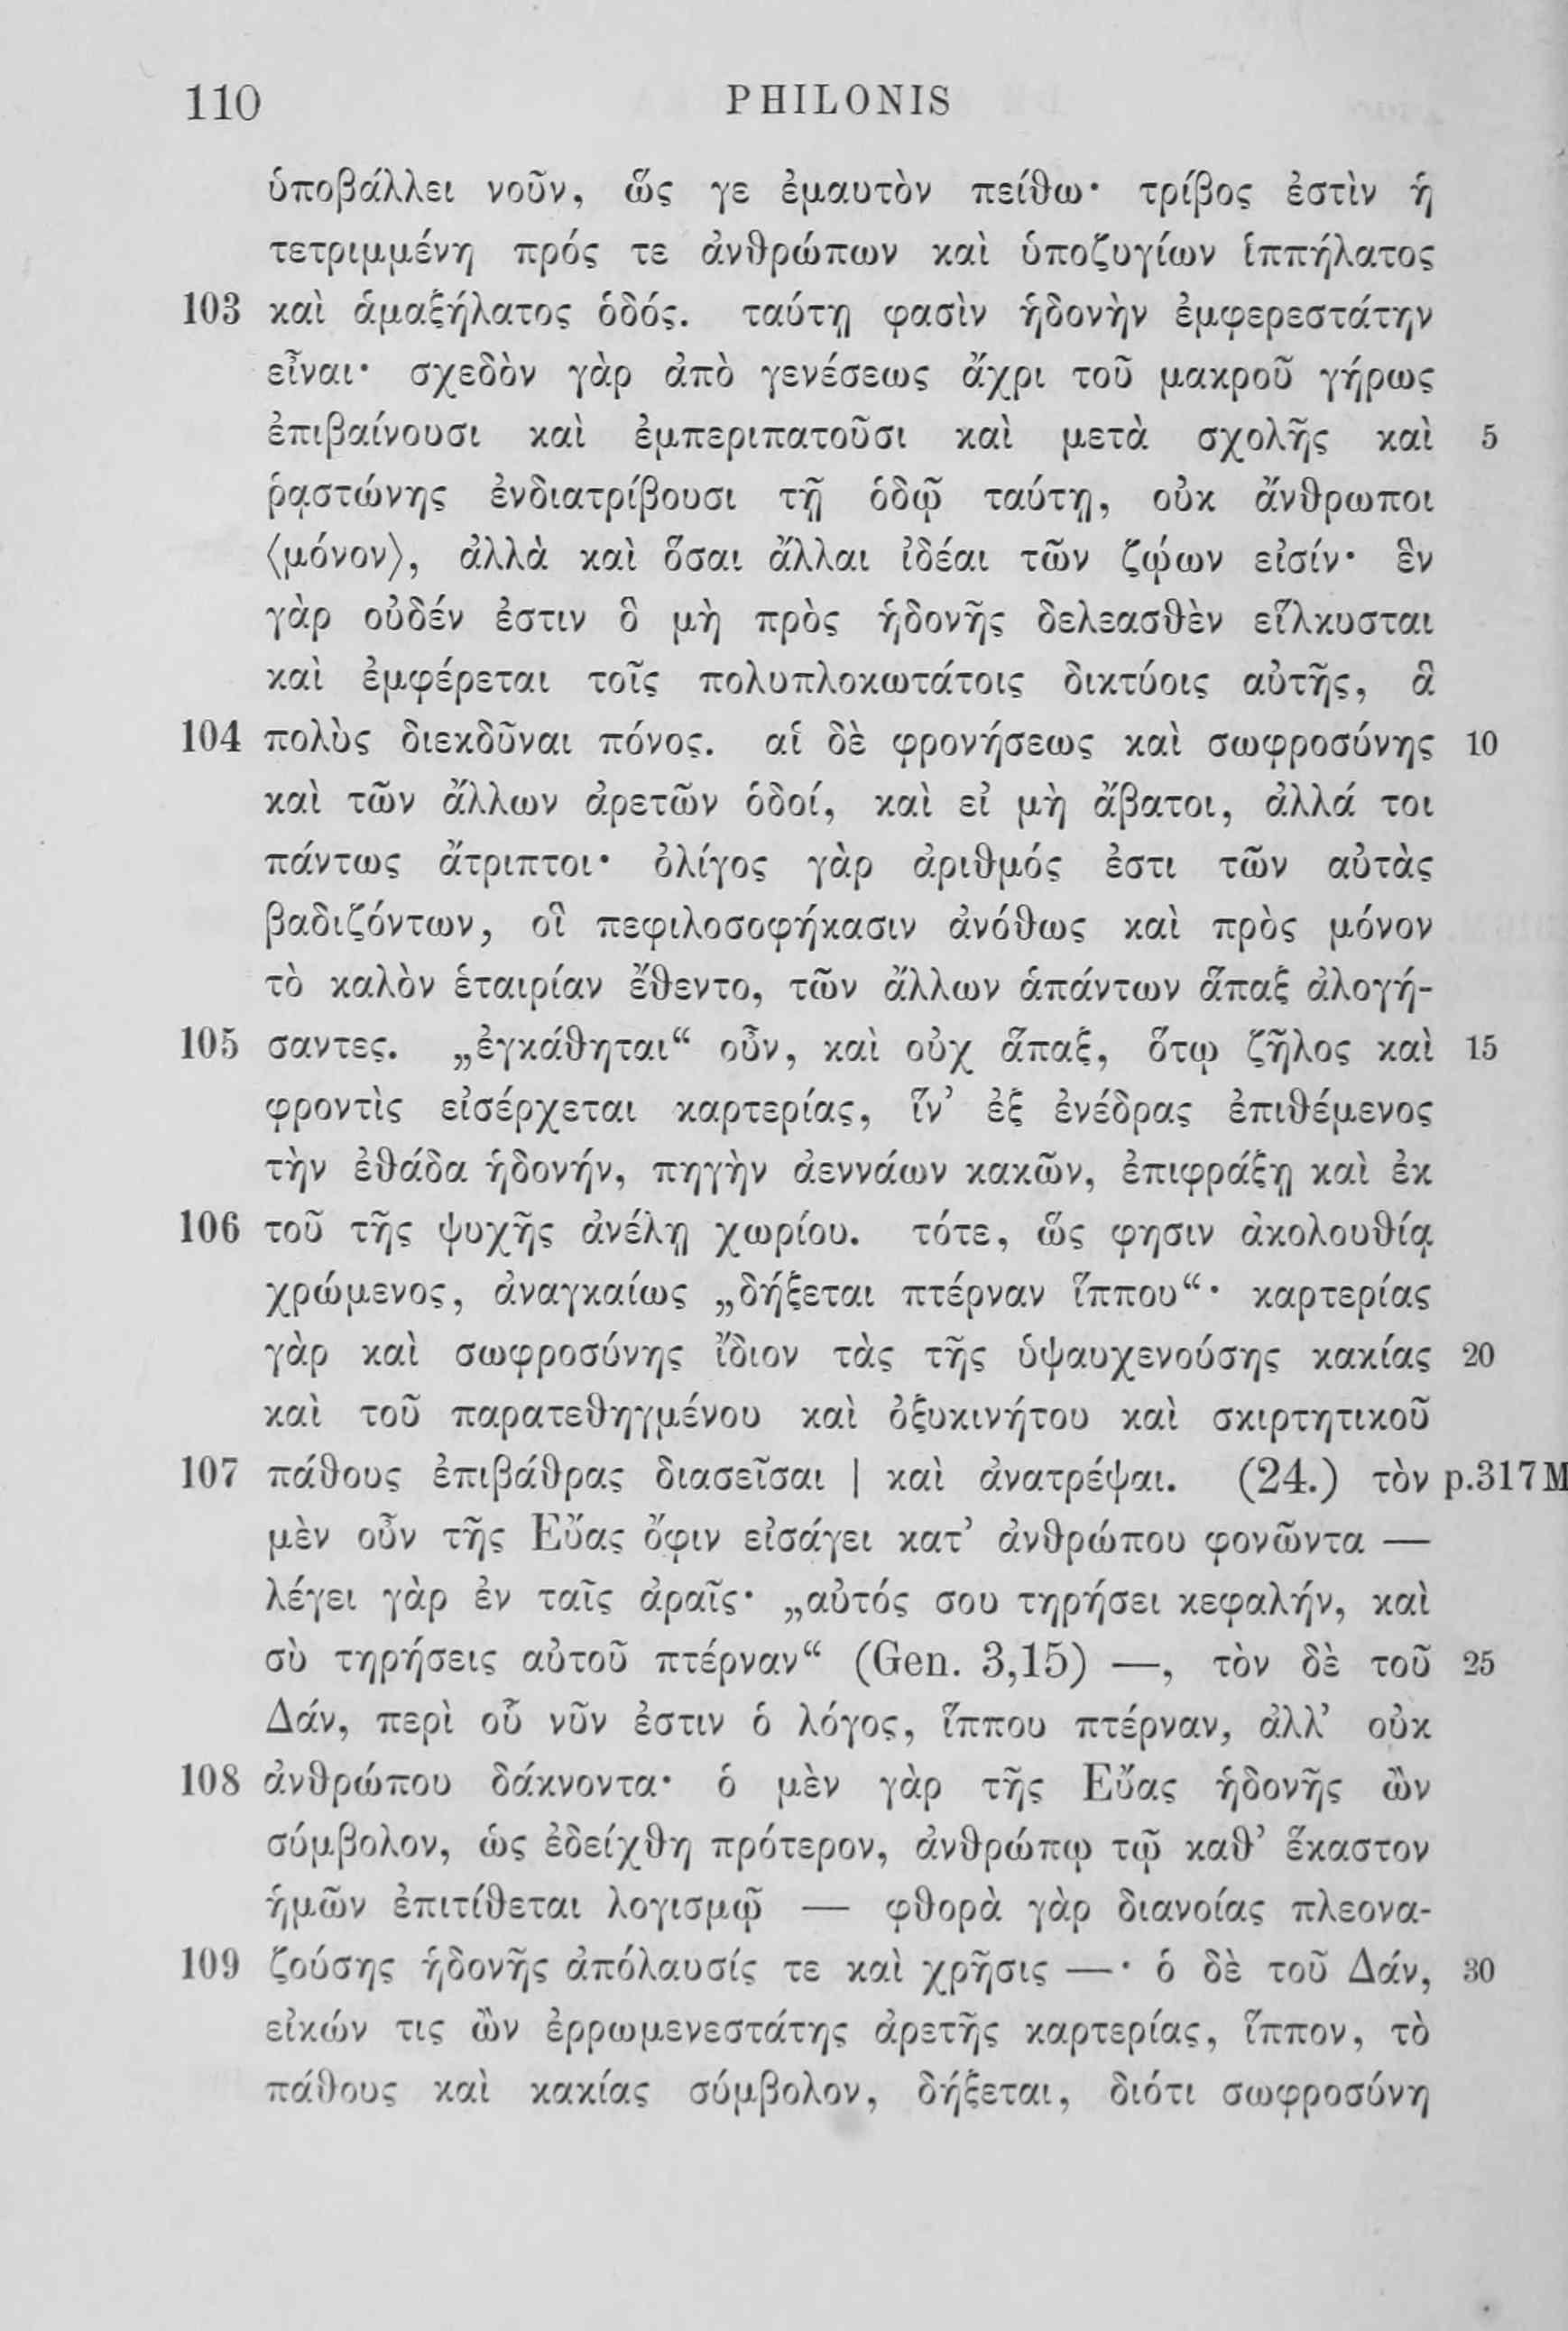 110 PHILONIS
ὑποβάλλει νοῦν, ὥς γε ἐμαυτὸν πείθω· τρίβος ἐστὶν ἡ
τετριμμένη πρός τε ἀνθρώπων καὶ ὑποζυγίων ἱππήλατος
103 καὶ ἁμαξήλατος ὁδός. ταύτῃ φασὶν ἡδονὴν ἐμφερεστάτην
εἶναι· σχεδὸν γὰρ ἀπὸ γενέσεως ἄχρι τοῦ μακροῦ γήρως
ἐπιβαίνουσι καὶ ἐμπεριπατοῦσι καὶ μετὰ σχολῆς καὶ 5
ῥᾳστώνης ἐνδιατρίβουσι τῇ ὁδῷ ταύτῃ, οὐκ ἄνθρωποι
⟨μόνον⟩, ἀλλὰ καὶ ὅσαι ἄλλαι ἰδέαι τῶν ζῴων εἰσίν· ἓν
γὰρ οὐδέν ἐστιν ὃ μὴ πρὸς ἡδονῆς δελεασθὲν εἵλκυσται
καὶ ἐμφέρεται τοῖς πολυπλοκωτάτοις δικτύοις αὐτῆς, ἃ
104 πολὺς διεκδῦναι πόνος. αἱ δὲ φρονήσεως καὶ σωφροσύνης 10
καὶ τῶν ἄλλων ἀρετῶν ὁδοί, καὶ εἰ μὴ ἄβατοι, ἀλλά τοι
πάντως ἄτριπτοι· ὀλίγος γὰρ ἀριθμός ἐστι τῶν αὐτὰς
βαδιζόντων, οἳ πεφιλοσοφήκασιν ἀνόθως καὶ πρὸς μόνον
τὸ καλὸν ἑταιρίαν ἔθεντο, τῶν ἄλλων ἁπάντων ἅπαξ ἀλογή-
105 σαντες. „ἐγκάθηται“ οὖν, καὶ οὐχ ἅπαξ, ὅτῳ ζῆλος καὶ 15
φροντὶς εἰσέρχεται καρτερίας, ἵν’ ἐξ ἐνέδρας ἐπιθέμενος
τὴν ἐθάδα ἡδονήν, πηγὴν ἀεννάων κακῶν, ἐπιφράξῃ καὶ ἐκ
106 τοῦ τῆς ψυχῆς ἀνέλῃ χωρίου. τότε, ὥς φησιν ἀκολουθίᾳ
χρώμενος, ἀναγκαίως „δήξεται πτέρναν ἵππου“· καρτερίας
γὰρ καὶ σωφροσύνης ἴδιον τὰς τῆς ὑψαυχενούσης κακίας 20
καὶ τοῦ παρατεθηγμένου καὶ ὀξυκινήτου καὶ σκιρτητικοῦ
107 πάθους ἐπιβάθρας διασεῖσαι | καὶ ἀνατρέψαι. (24.) τὸν p.317M
μὲν οὖν τῆς Εὔας ὄφιν εἰσάγει κατ’ ἀνθρώπου φονῶντα —
λέγει γὰρ ἐν ταῖς ἀραῖς· „αὐτός σου τηρήσει κεφαλήν, καὶ
σὺ τηρήσεις αὐτοῦ πτέρναν“ (Gen. 3,15) —, τὸν δὲ τοῦ 25
Δάν, περὶ οὗ νῦν ἐστιν ὁ λόγος, ἵππου πτέρναν, ἀλλ’ οὐκ
108 ἀνθρώπου δάκνοντα· ὁ μὲν γὰρ τῆς Εὔας ἡδονῆς ὢν
σύμβολον, ὡς ἐδείχθη πρότερον, ἀνθρώπῳ τῷ καθ’ ἕκαστον
ἡμῶν ἐπιτίθεται λογισμῷ — φθορὰ γὰρ διανοίας πλεονα-
109 ζούσης ἡδονῆς ἀπόλαυσίς τε καὶ χρῆσις —· ὁ δὲ τοῦ Δάν, 30
εἰκών τις ὢν ἐρρωμενεστάτης ἀρετῆς καρτερίας, ἵππον, τὸ
πάθους καὶ κακίας σύμβολον, δήξεται, διότι σωφροσύνη